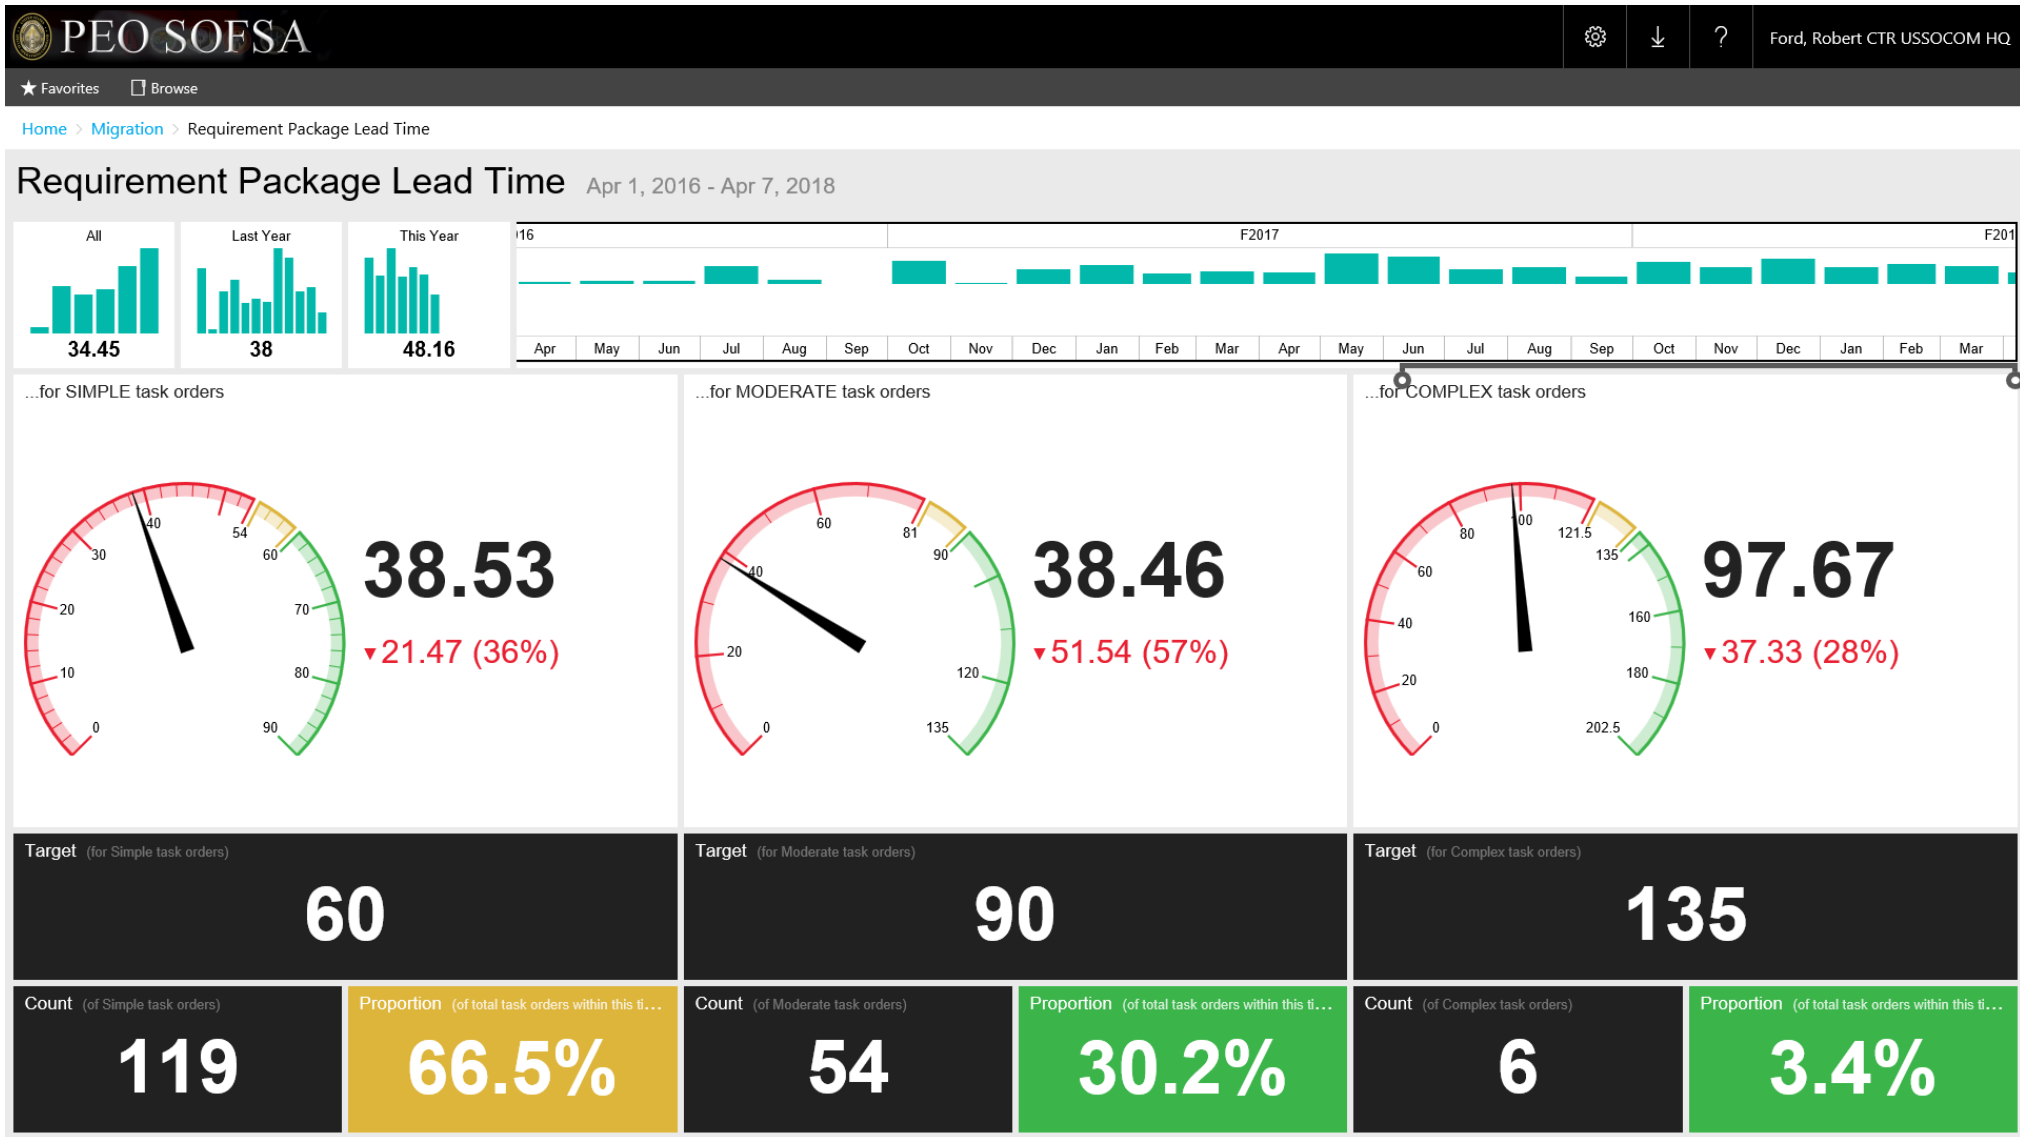 PEO SOFSA
? Ford, Robert CTR USSOCOM HQ
Favorites Browse
Home > Migration > Requirement Package Lead Time
Requirement Package Lead Time Apr 1, 2016 - Apr 7, 2018
All
34.45
Last Year
38
This Year
48.16
16 F2017 F201
Apr May Jun Jul Aug Sep Oct Nov Dec Jan Feb Mar Apr May Jun Jul Aug Sep Oct Nov Dec Jan Feb Mar
...for SIMPLE task orders
0 10 20 30 40 54 60 70 80 90
38.53
▼21.47 (36%)
...for MODERATE task orders
0 20 40 60 81 90 120 135
38.46
▼51.54 (57%)
...for COMPLEX task orders
0 20 40 60 80 100 121.5 135 160 180 202.5
97.67
▼37.33 (28%)
Target (for Simple task orders)
60
Target (for Moderate task orders)
90
Target (for Complex task orders)
135
Count (of Simple task orders)
119
Proportion (of total task orders within this ti...
66.5%
Count (of Moderate task orders)
54
Proportion (of total task orders within this ti...
30.2%
Count (of Complex task orders)
6
Proportion (of total task orders within this ti...
3.4%